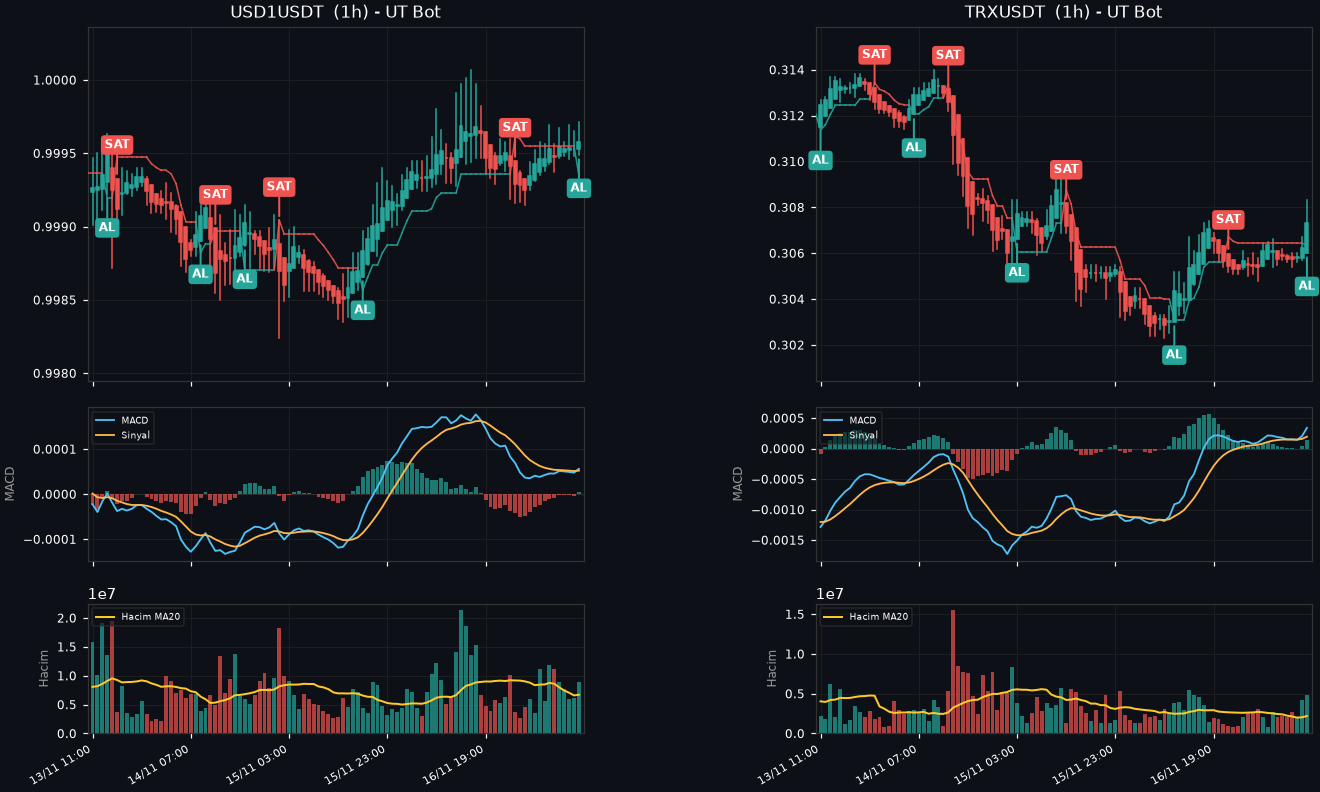 USD1USDT (1h) - UT Bot
1.0000
0.9995
0.9990
0.9985
0.9980
SAT
AL
SAT
AL
AL
SAT
AL
SAT
AL
MACD
MACD
Sinyal
0.0001
0.0000
−0.0001
1e7
Hacim
Hacim MA20
2.0
1.5
1.0
0.5
0.0
13/11 11:00
14/11 07:00
15/11 03:00
15/11 23:00
16/11 19:00
TRXUSDT (1h) - UT Bot
0.314
0.312
0.310
0.308
0.306
0.304
0.302
AL
SAT
AL
SAT
AL
SAT
AL
SAT
AL
MACD
MACD
Sinyal
0.0005
0.0000
−0.0005
−0.0010
−0.0015
1e7
Hacim
Hacim MA20
1.5
1.0
0.5
0.0
13/11 11:00
14/11 07:00
15/11 03:00
15/11 23:00
16/11 19:00